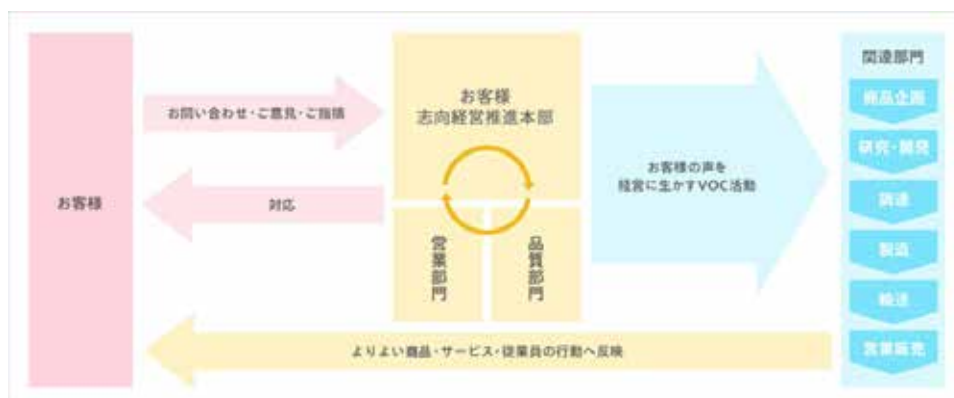 お客様
お問い合わせ・ご意見・ご指摘
対応
お客様
志向経営推進本部
営業部門
品質部門
お客様の声を
経営に生かすVOC活動
関連部門
商品企画
研究・開発
調達
製造
輸送
営業販売
よりよい商品・サービス・従業員の行動へ反映